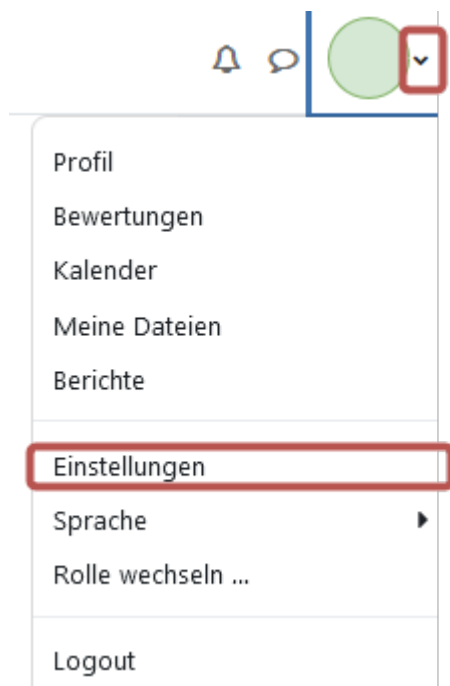 Profil
Bewertungen
Kalender
Meine Dateien
Berichte
Einstellungen
Sprache
Rolle wechseln ...
Logout